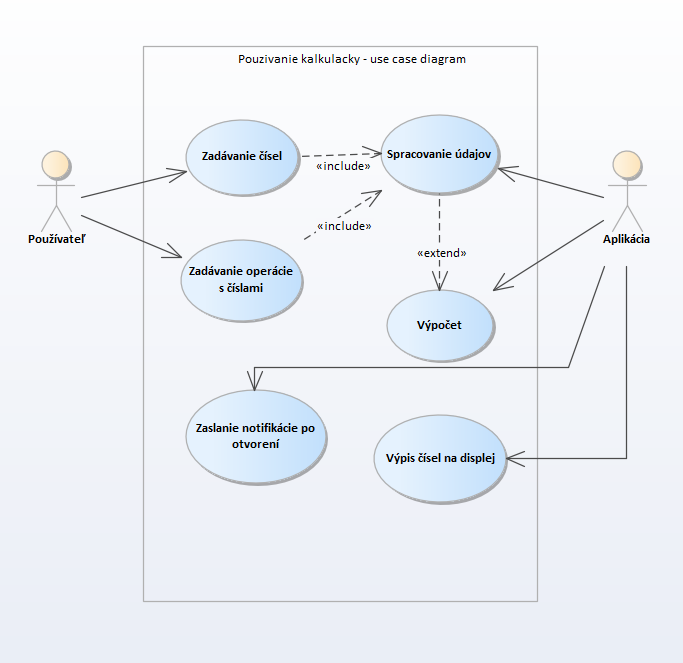 Pouzivanie kalkulacky - use case diagram
Zadávanie čísel
«include»
Spracovanie údajov
Používateľ
Aplikácia
«include»
Zadávanie operácie
s číslami
«extend»
Výpočet
Zaslanie notifikácie po
otvorení
Výpis čísel na displej